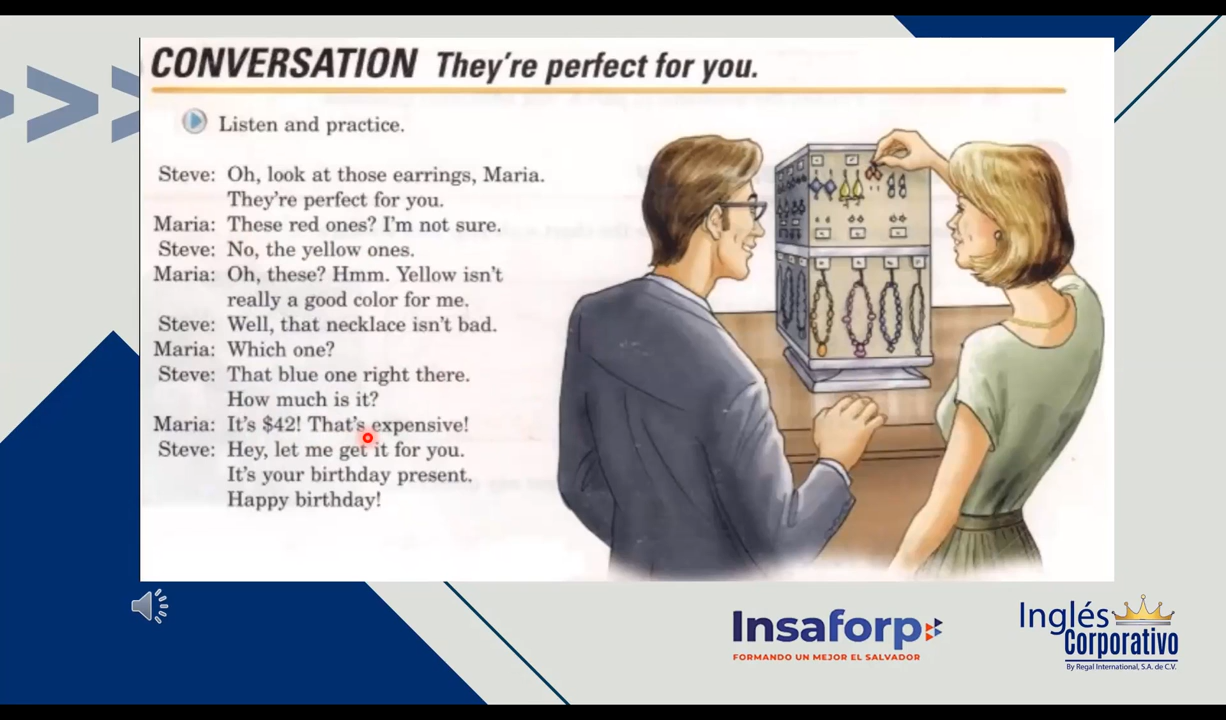 CONVERSATION They're perfect for you.
Listen and practice.
Steve: Oh, look at those earrings, Maria.
They're perfect for you.
Maria: These red ones? I'm not sure.
Steve: No, the yellow ones.
Maria: Oh, these? Hmm. Yellow isn't
really a good color for me.
Steve: Well, that necklace isn't bad.
Maria: Which one?
Steve: That blue one right there.
How much is it?
Maria: It's $42! That's expensive!
Steve: Hey, let me get it for you.
It's your birthday present.
Happy birthday!
Insaforp
FORMANDO UN MEJOR EL SALVADOR
Inglés
Corporativo
By Regal International, S.A. de C.V.